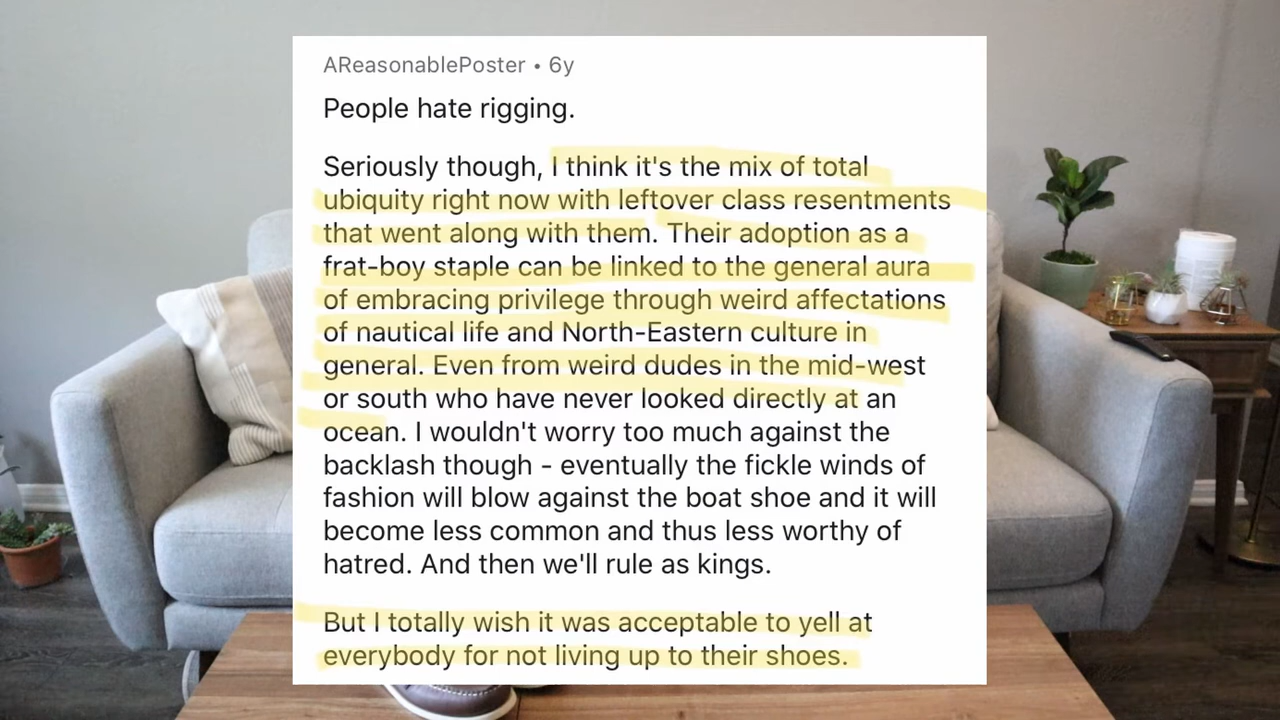 AReasonablePoster • 6y
People hate rigging.
Seriously though, I think it's the mix of total
ubiquity right now with leftover class resentments
that went along with them. Their adoption as a
frat-boy staple can be linked to the general aura
of embracing privilege through weird affectations
of nautical life and North-Eastern culture in
general. Even from weird dudes in the mid-west
or south who have never looked directly at an
ocean. I wouldn't worry too much against the
backlash though - eventually the fickle winds of
fashion will blow against the boat shoe and it will
become less common and thus less worthy of
hatred. And then we'll rule as kings.
But I totally wish it was acceptable to yell at
everybody for not living up to their shoes.